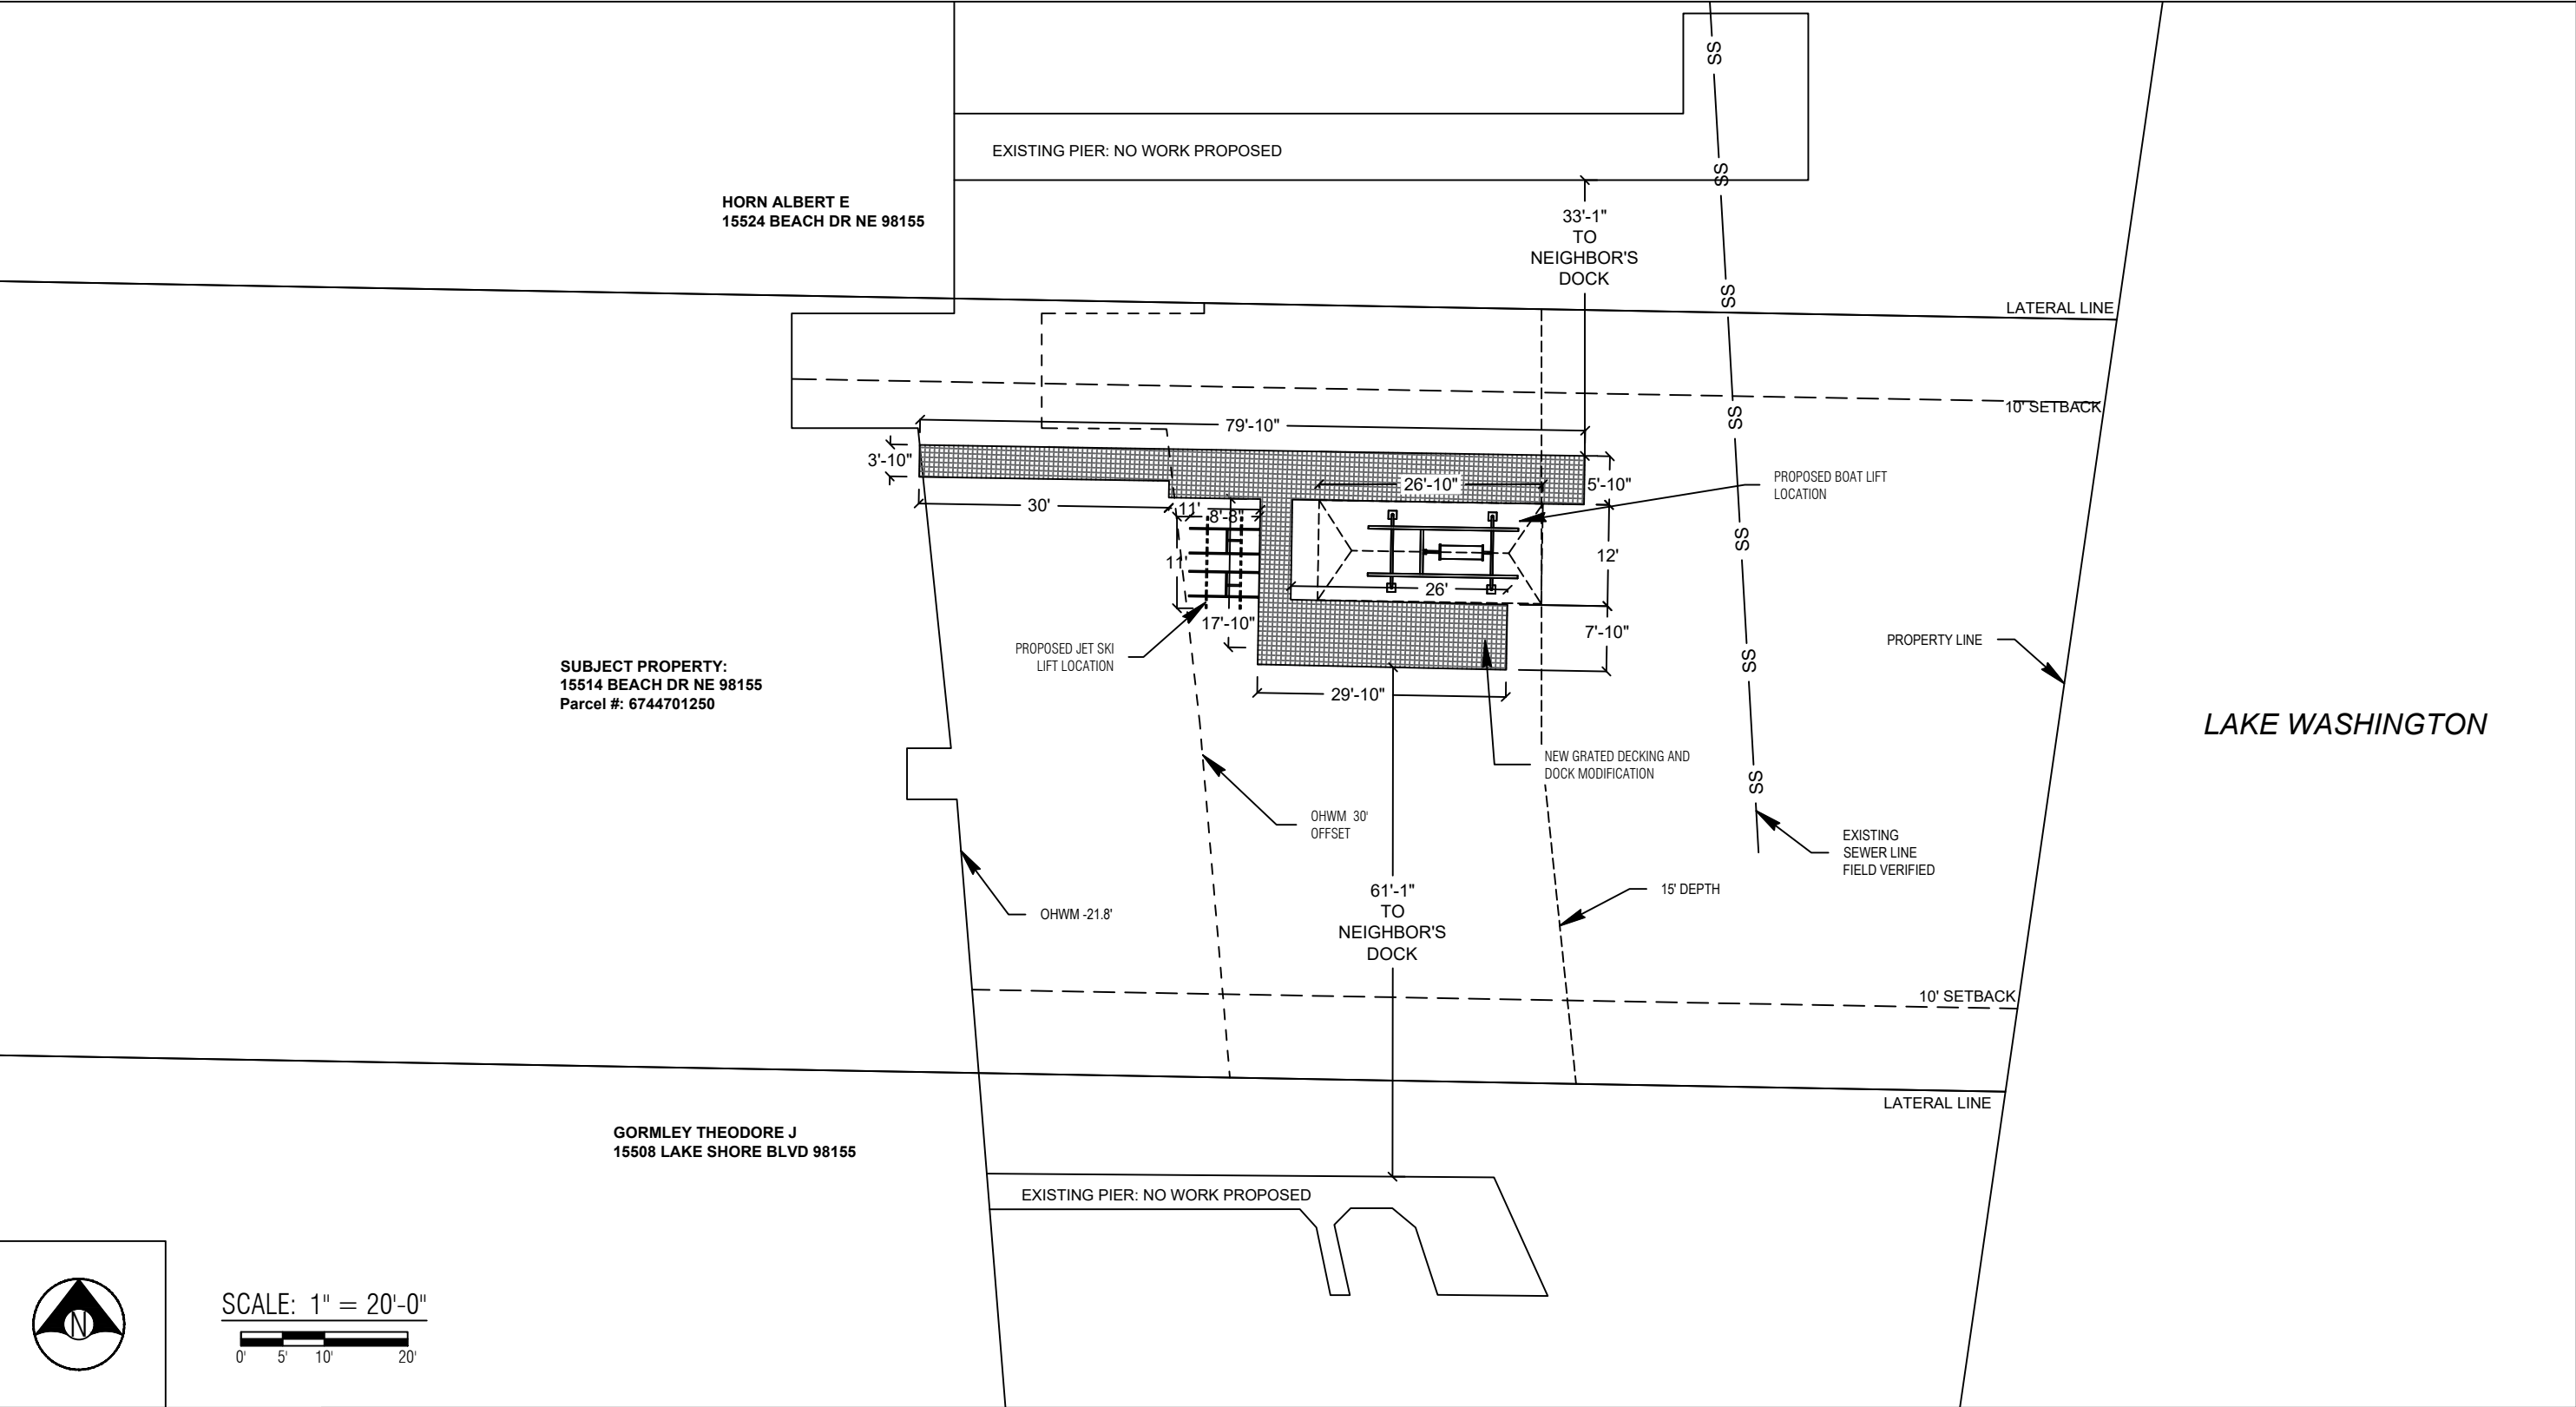 SS
EXISTING PIER: NO WORK PROPOSED
SS
HORN ALBERT E
15524 BEACH DR NE 98155
33'-1"
TO
NEIGHBOR'S
DOCK
SS
LATERAL LINE
10' SETBACK
SS
79'-10"
3'-10"
26'-10"
5'-10"
PROPOSED BOAT LIFT
LOCATION
30'
11'
8'-8"
SS
11'
12'
26'
17'-10"
7'-10"
PROPOSED JET SKI
LIFT LOCATION
PROPERTY LINE
SUBJECT PROPERTY:
15514 BEACH DR NE 98155
Parcel #: 6744701250
SS
29'-10"
LAKE WASHINGTON
NEW GRATED DECKING AND
DOCK MODIFICATION
SS
OHWM 30'
OFFSET
EXISTING
SEWER LINE
FIELD VERIFIED
61'-1"
TO
NEIGHBOR'S
DOCK
15' DEPTH
OHWM -21.8'
10' SETBACK
LATERAL LINE
GORMLEY THEODORE J
15508 LAKE SHORE BLVD 98155
EXISTING PIER: NO WORK PROPOSED
N
SCALE: 1" = 20'-0"
0' 5' 10' 20'